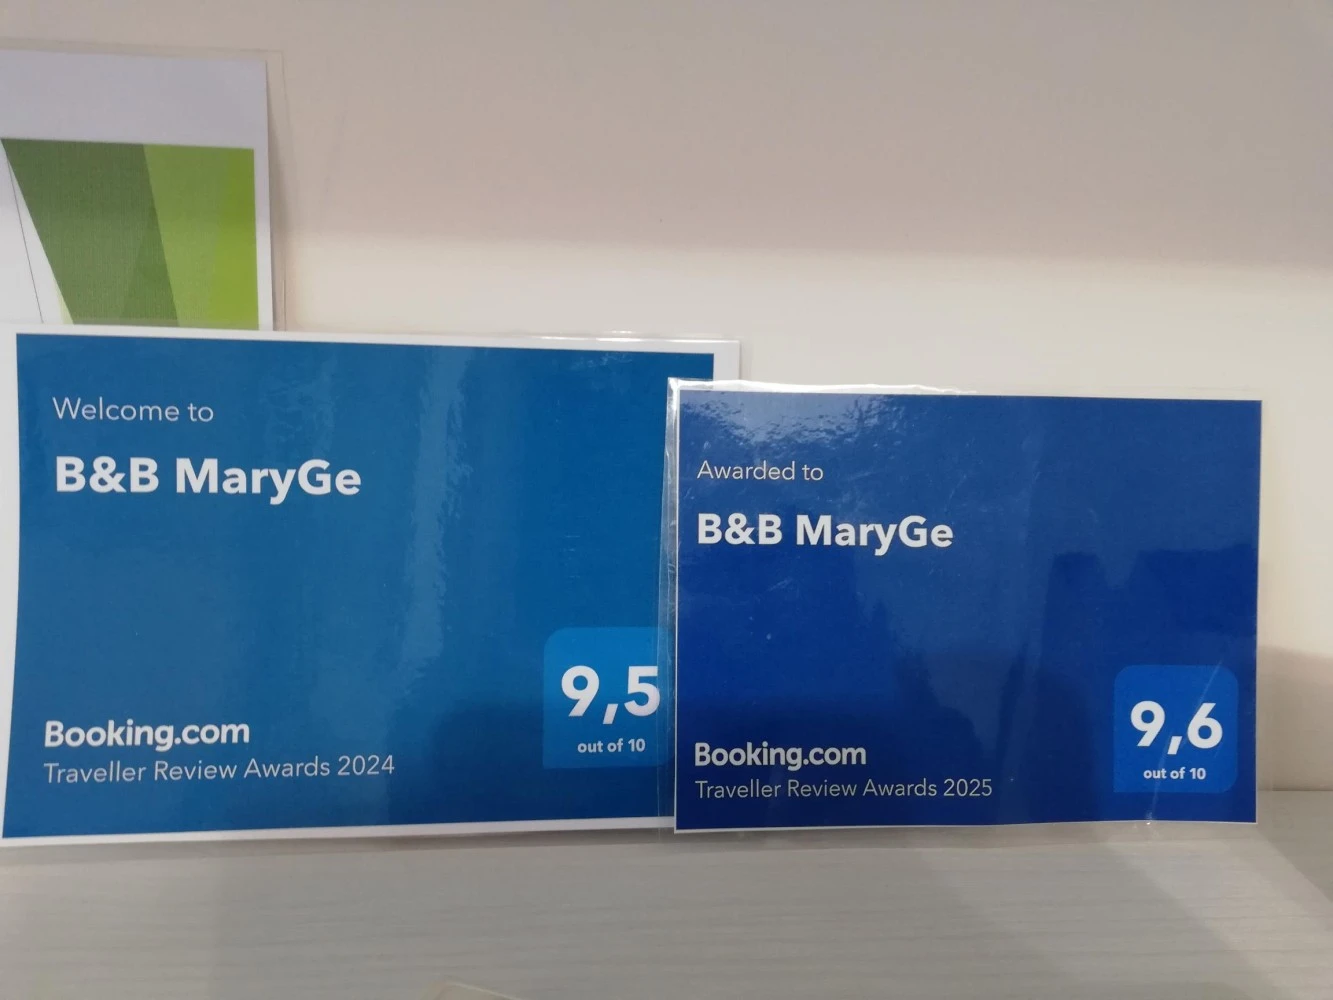 Welcome to
B&B MaryGe
9,5
out of 10
Booking.com
Traveller Review Awards 2024
Awarded to
B&B MaryGe
9,6
out of 10
Booking.com
Traveller Review Awards 2025